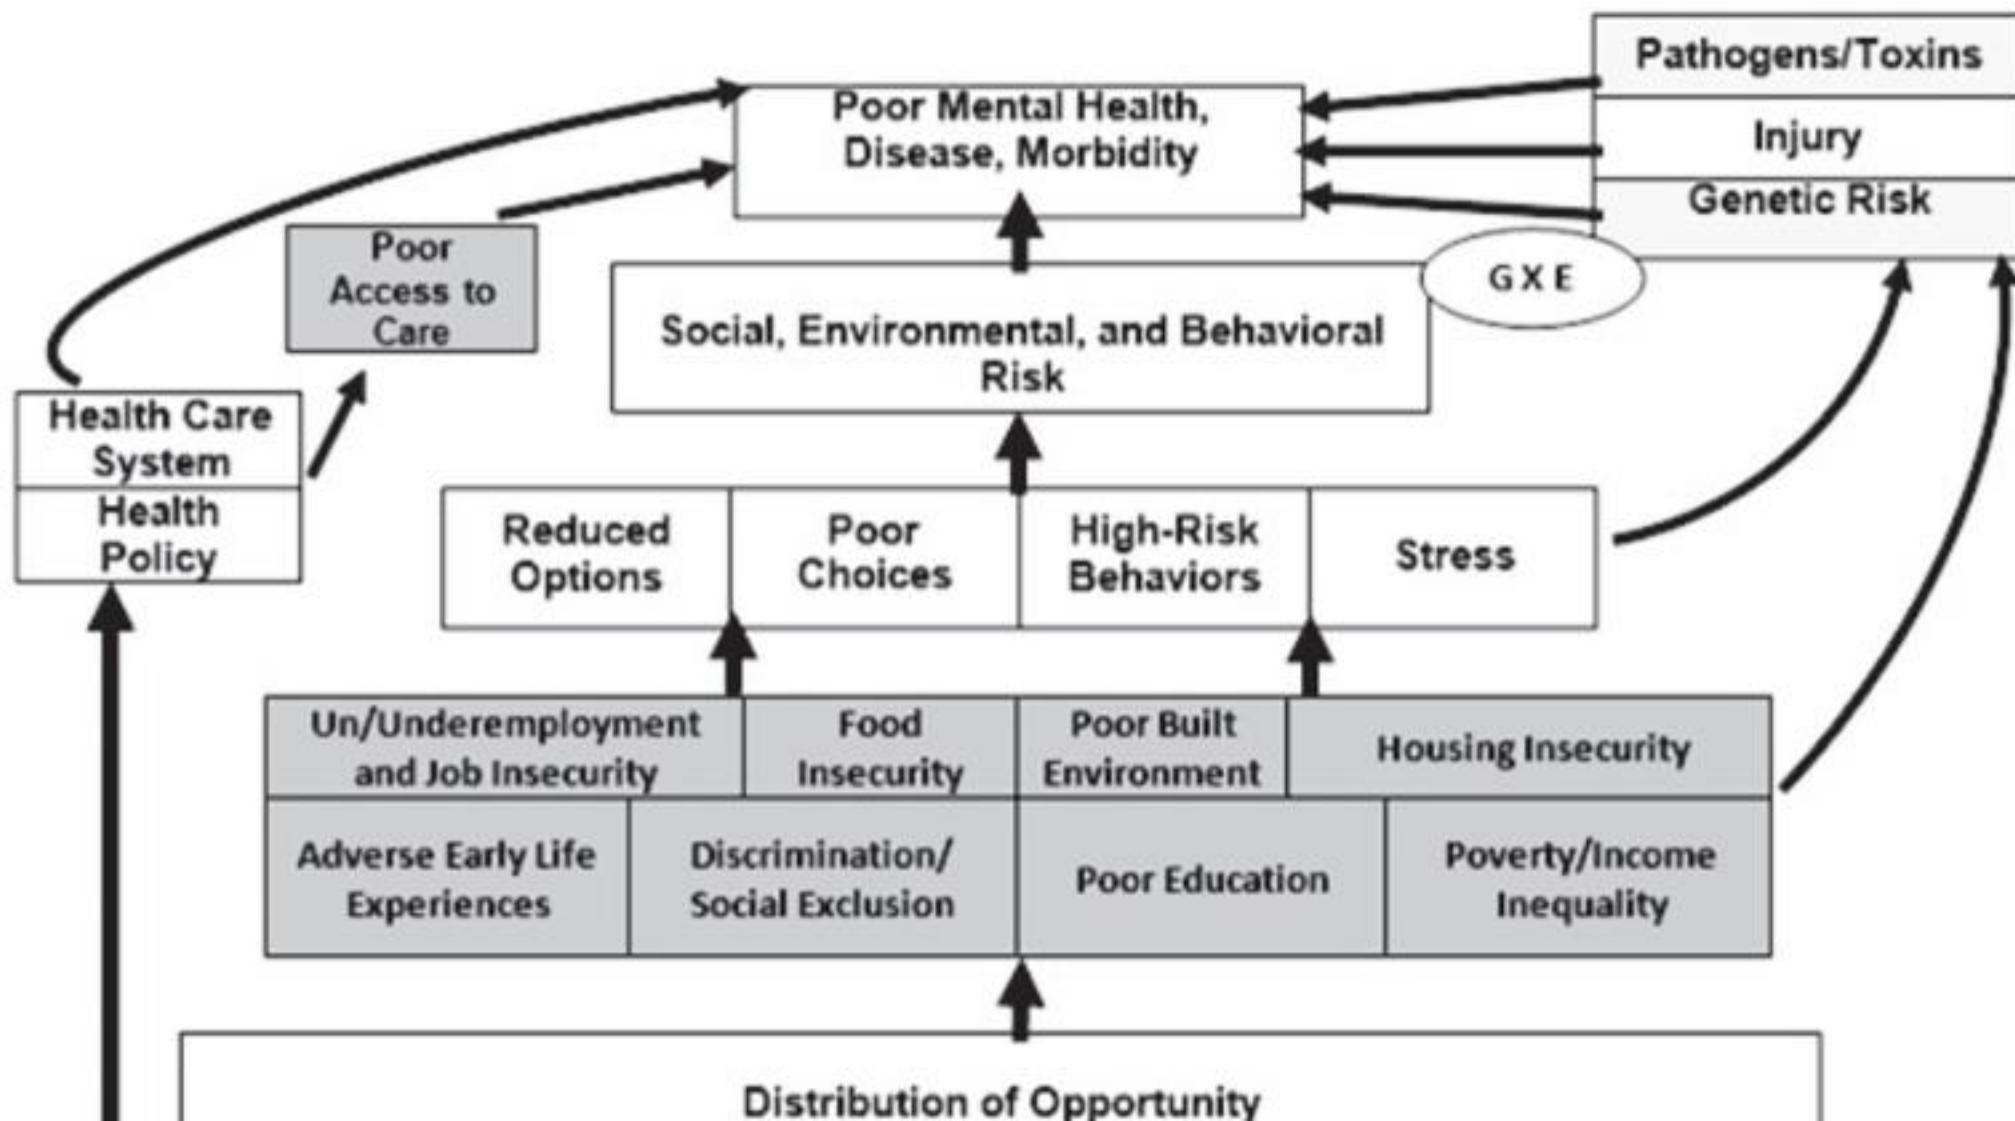 Pathogens/Toxins
Injury
Genetic Risk
Poor Mental Health,
Disease, Morbidity
Poor
Access to
Care
G X E
Social, Environmental, and Behavioral
Risk
Health Care
System
Health
Policy
Reduced
Options
Poor
Choices
High-Risk
Behaviors
Stress
Un/Underemployment
and Job Insecurity
Food
Insecurity
Poor Built
Environment
Housing Insecurity
Adverse Early Life
Experiences
Discrimination/
Social Exclusion
Poor Education
Poverty/Income
Inequality
Distribution of Opportunity